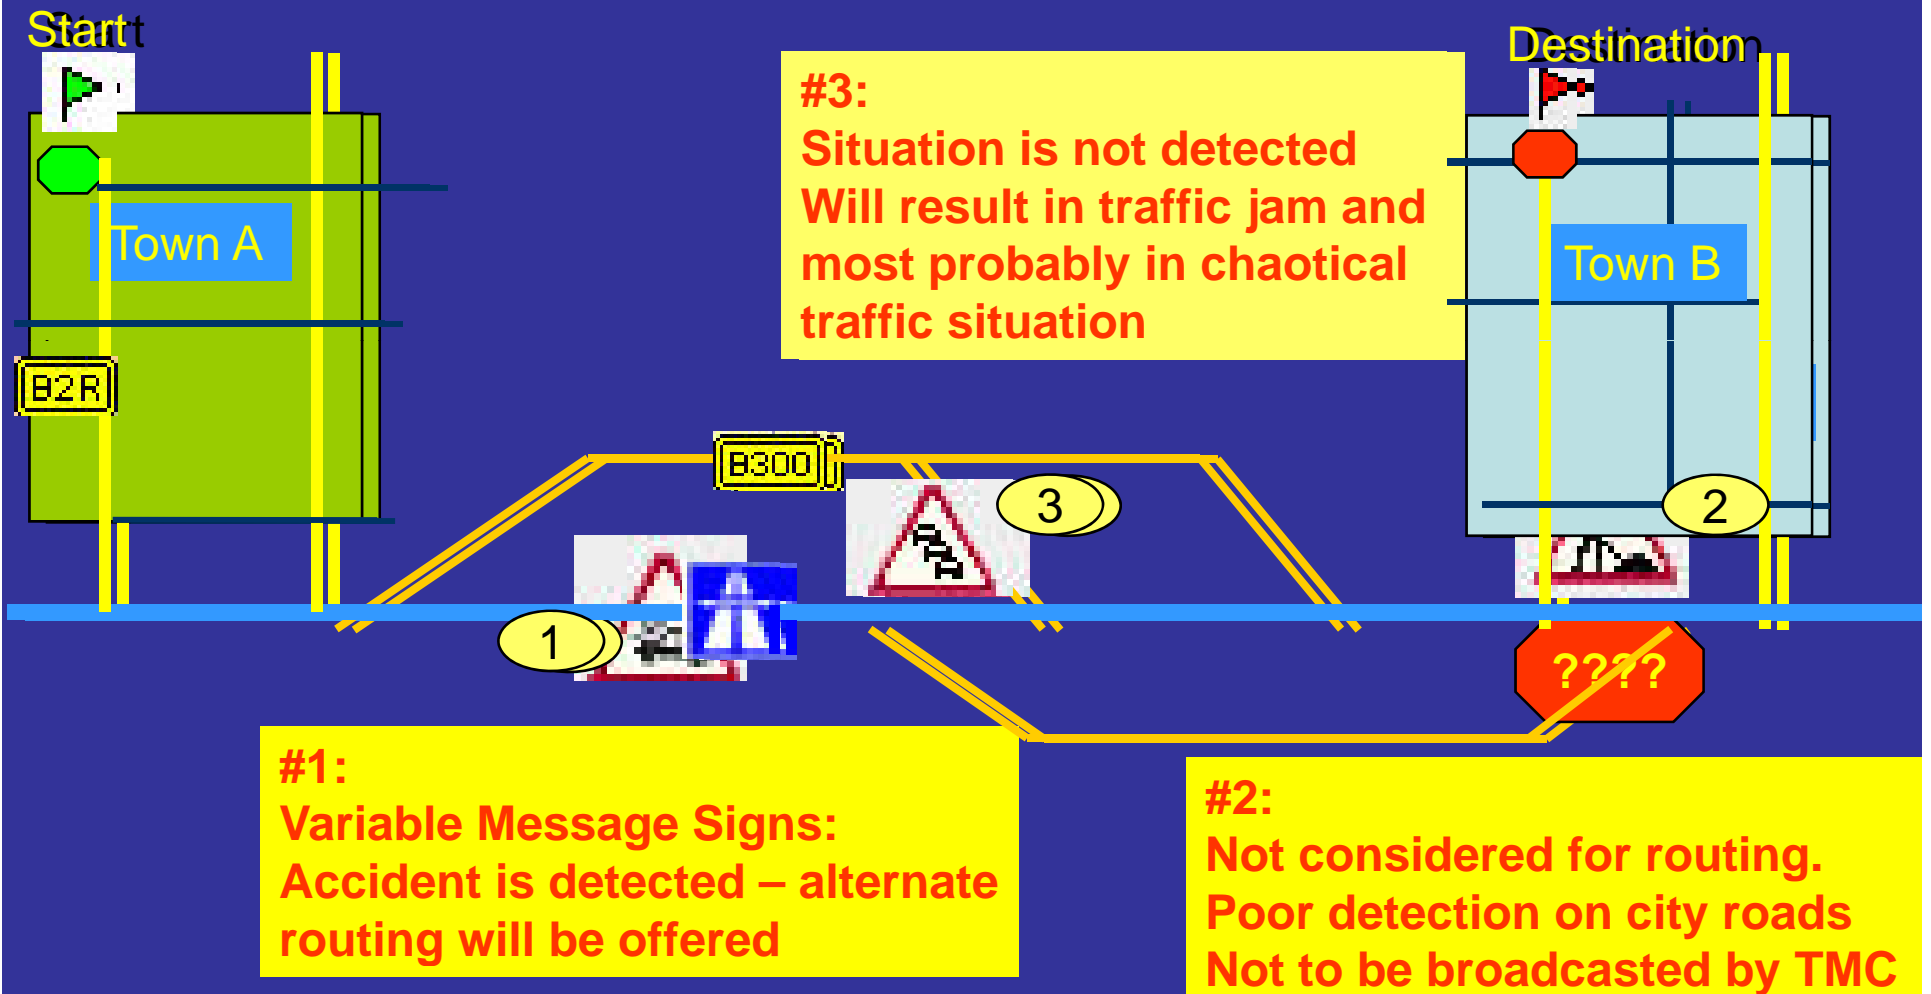 Start
Destination
#3:
Situation is not detected
Will result in traffic jam and
most probably in chaotical
traffic situation
Town A
Town B
B2R
B300
3
2
1
????
#1:
Variable Message Signs:
Accident is detected – alternate
routing will be offered
#2:
Not considered for routing.
Poor detection on city roads
Not to be broadcasted by TMC